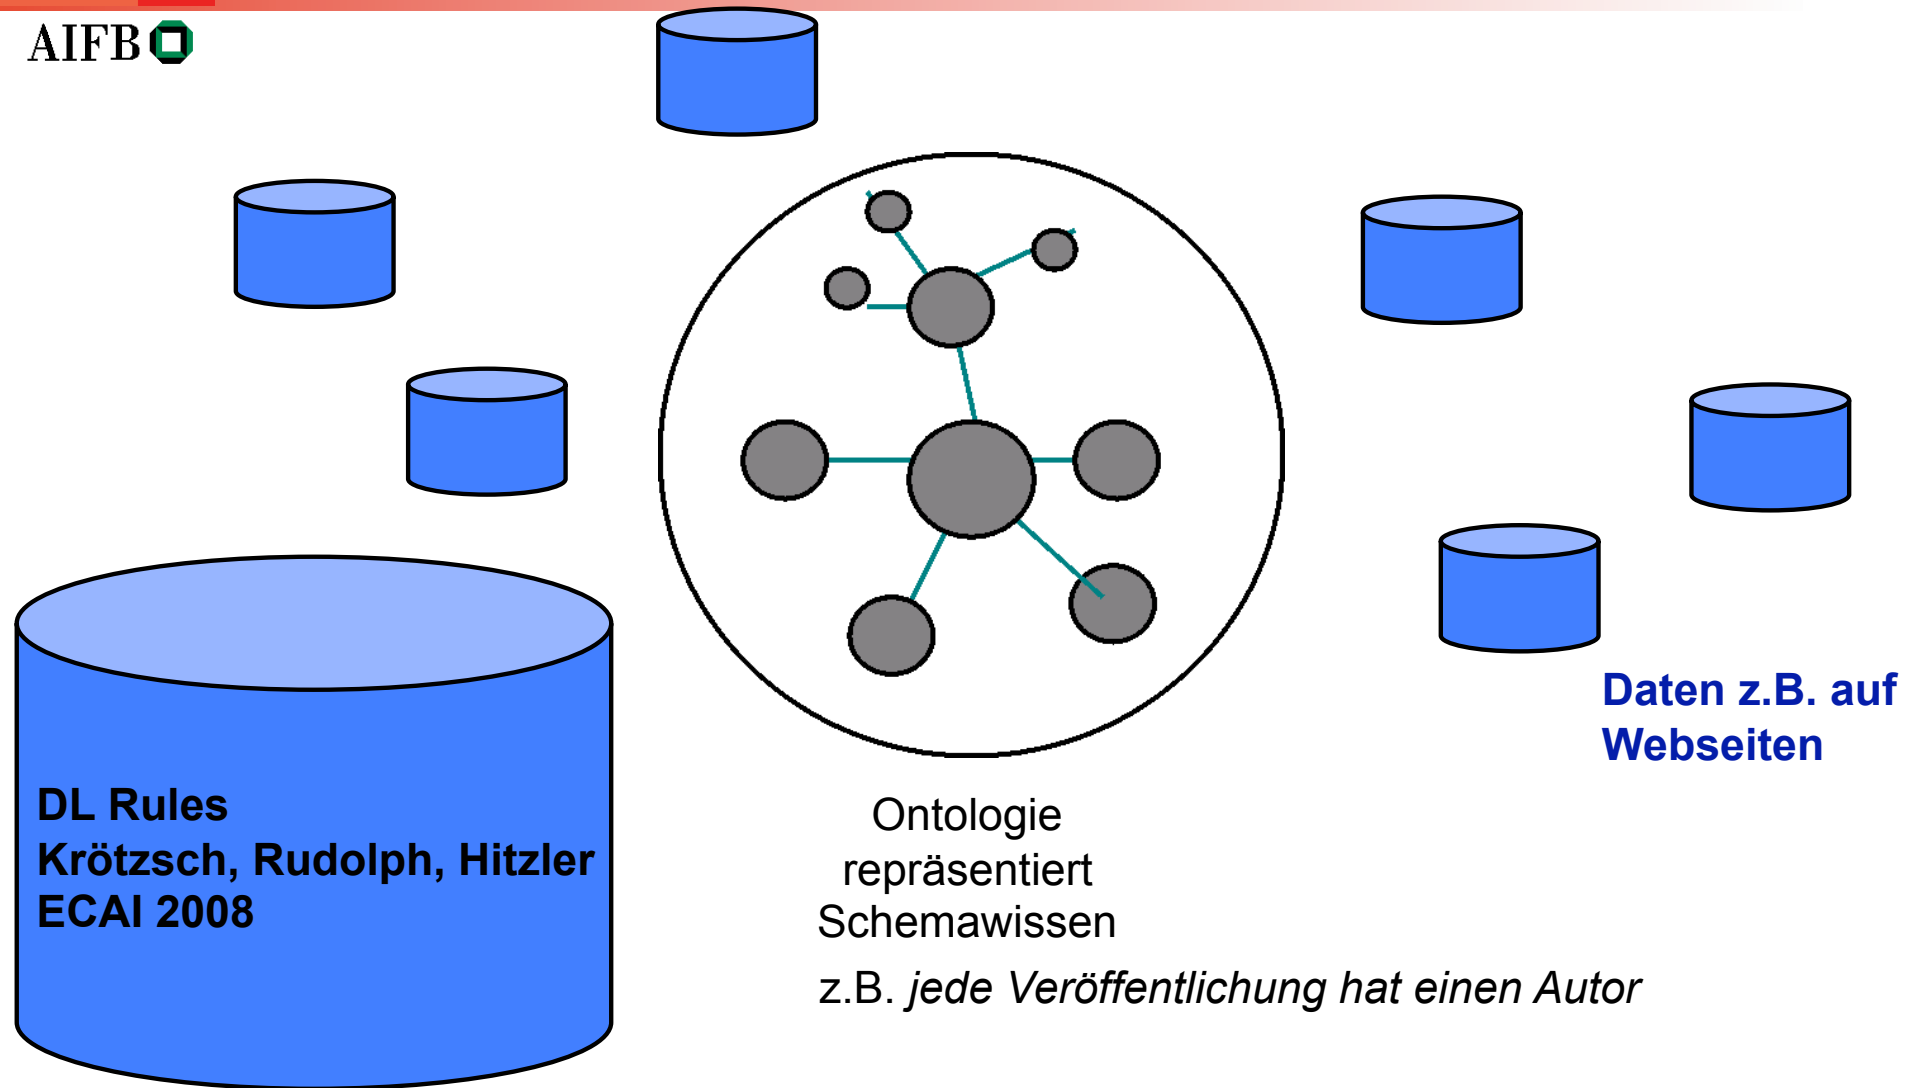 AIFB
Daten z.B. auf
Webseiten
DL Rules
Krötzsch, Rudolph, Hitzler
ECAI 2008
Ontologie
repräsentiert
Schemawissen
z.B. jede Veröffentlichung hat einen Autor